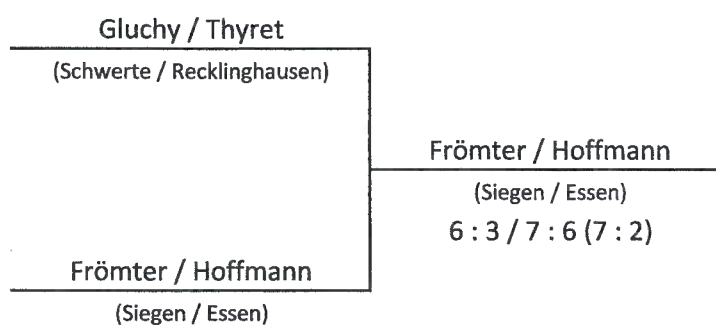 Gluchy / Thyret
(Schwerte / Recklinghausen)
Frömter / Hoffmann
(Siegen / Essen)
6 : 3 / 7 : 6 (7 : 2)
Frömter / Hoffmann
(Siegen / Essen)